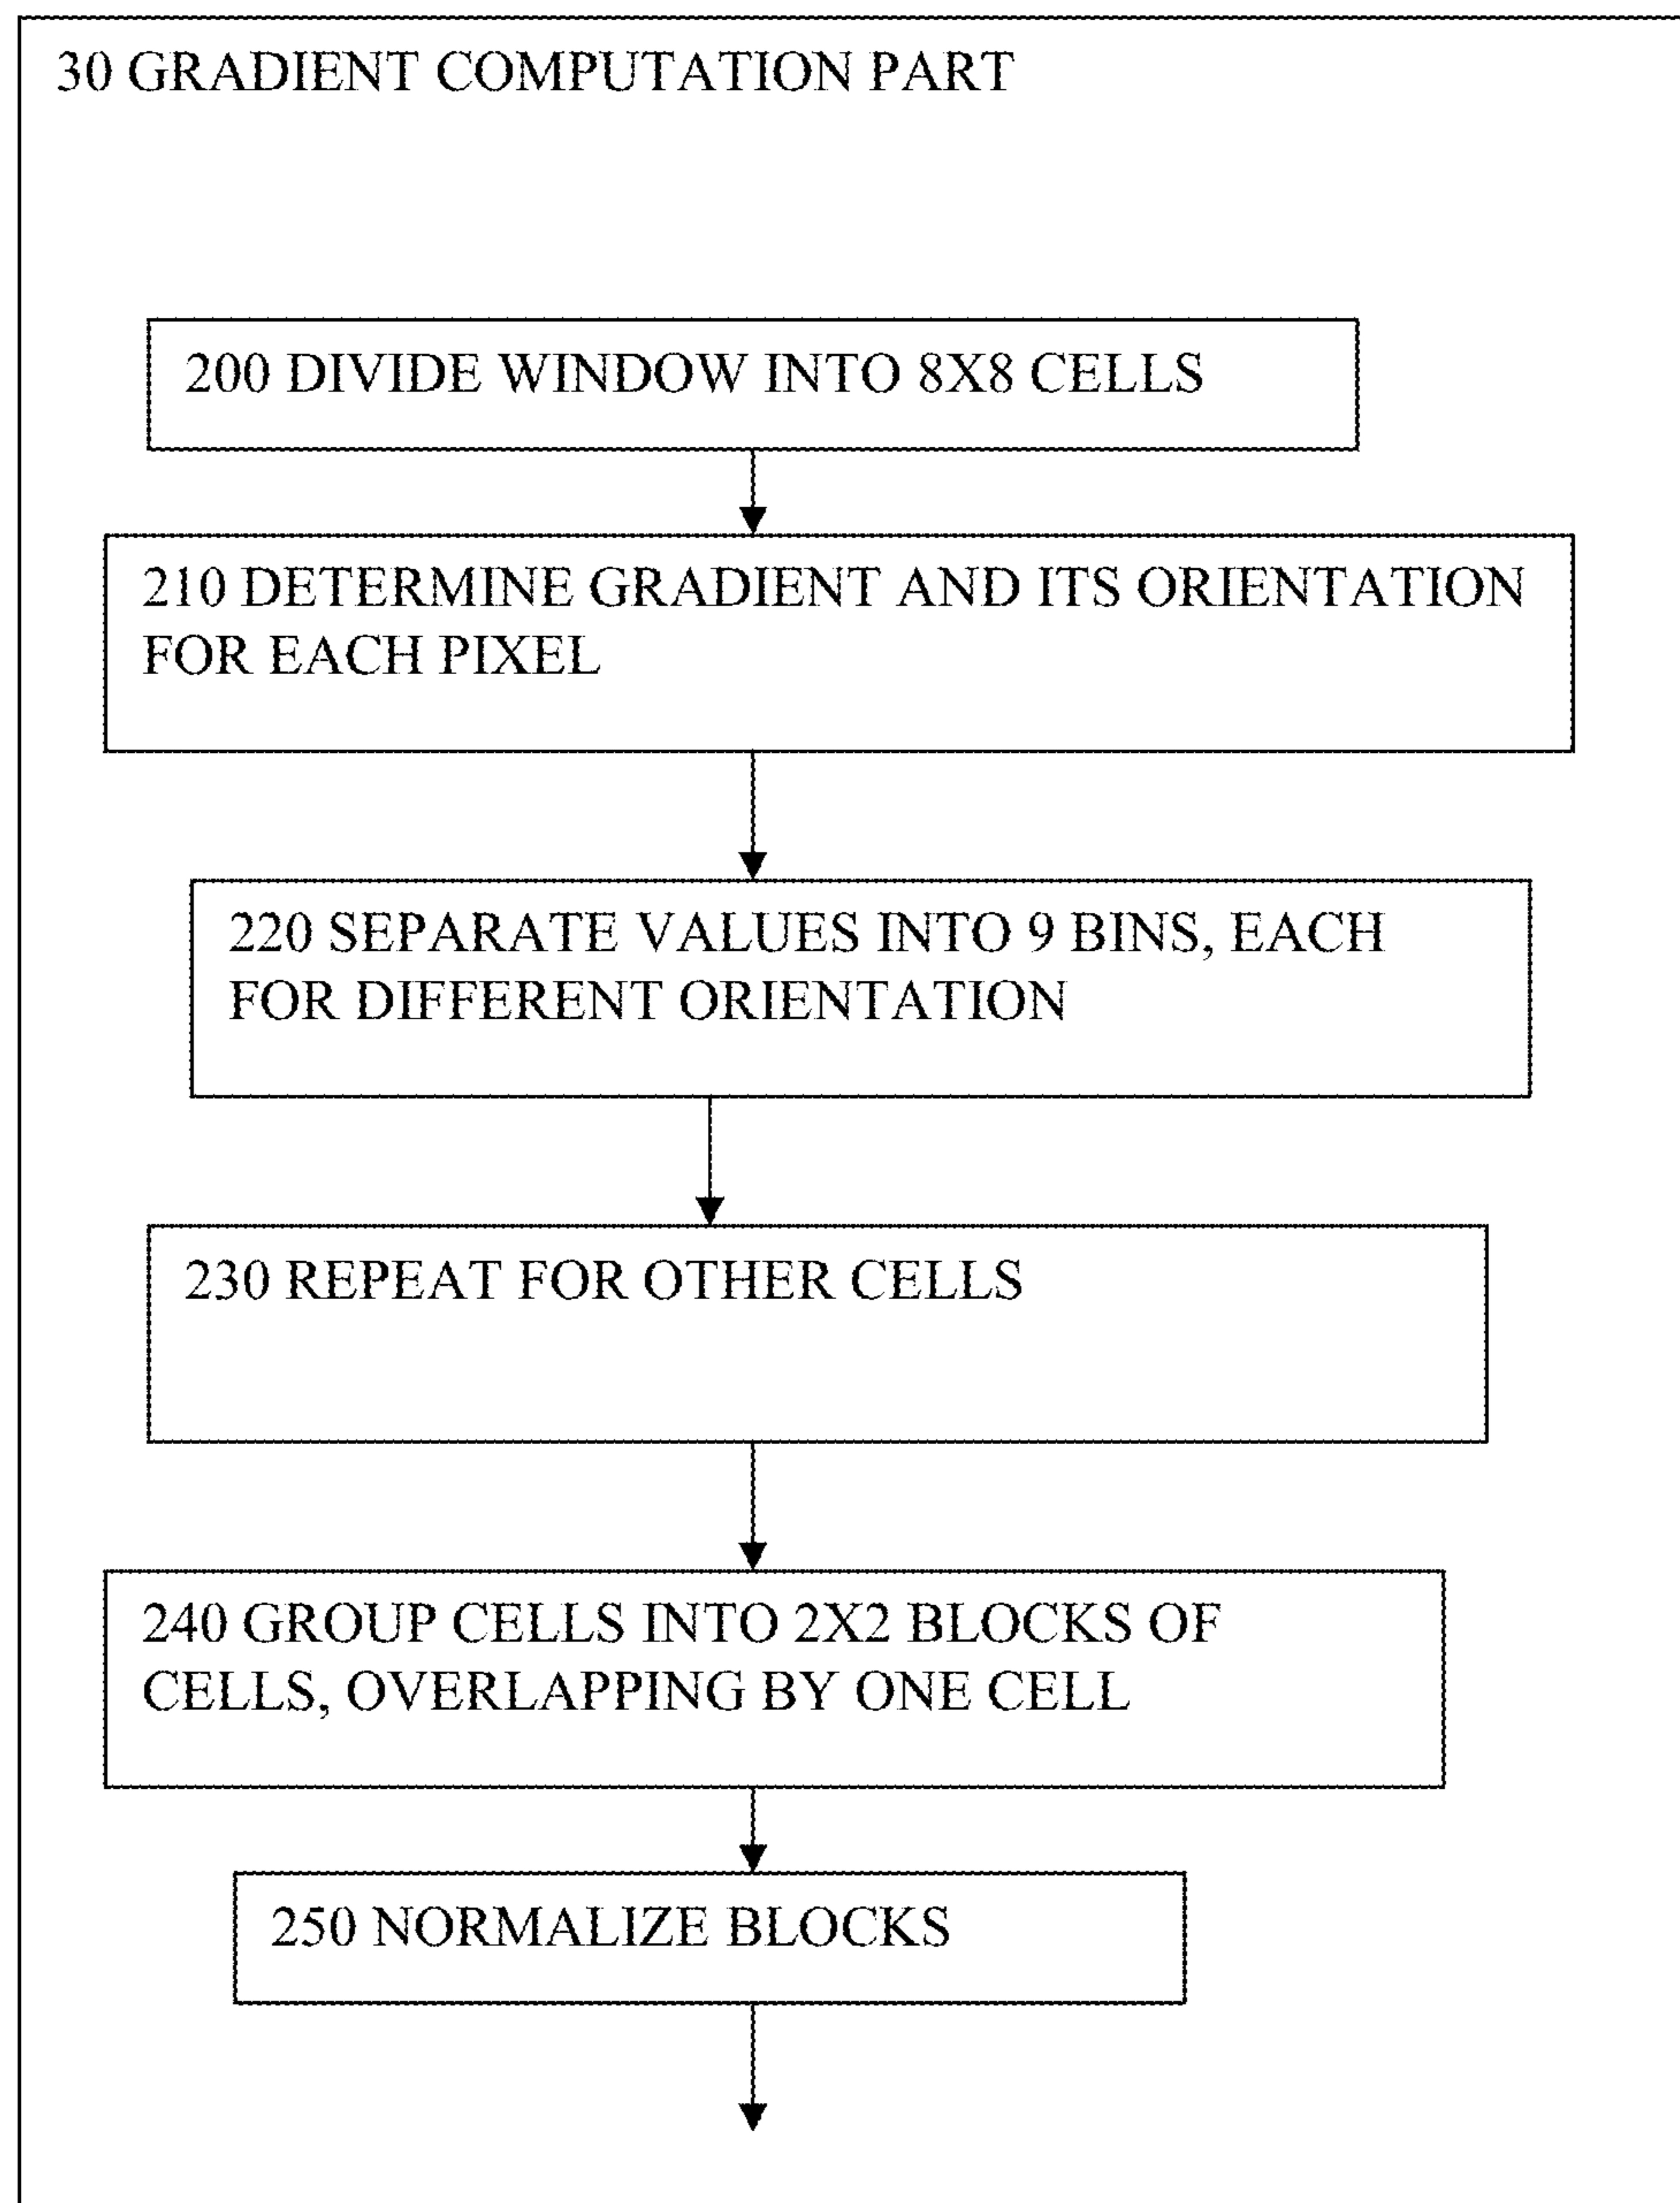 30 GRADIENT COMPUTATION PART
200 DIVIDE WINDOW INTO 8X8 CELLS
210 DETERMINE GRADIENT AND ITS ORIENTATION
FOR EACH PIXEL
220 SEPARATE VALUES INTO 9 BINS, EACH
FOR DIFFERENT ORIENTATION
230 REPEAT FOR OTHER CELLS
240 GROUP CELLS INTO 2X2 BLOCKS OF
CELLS, OVERLAPPING BY ONE CELL
250 NORMALIZE BLOCKS